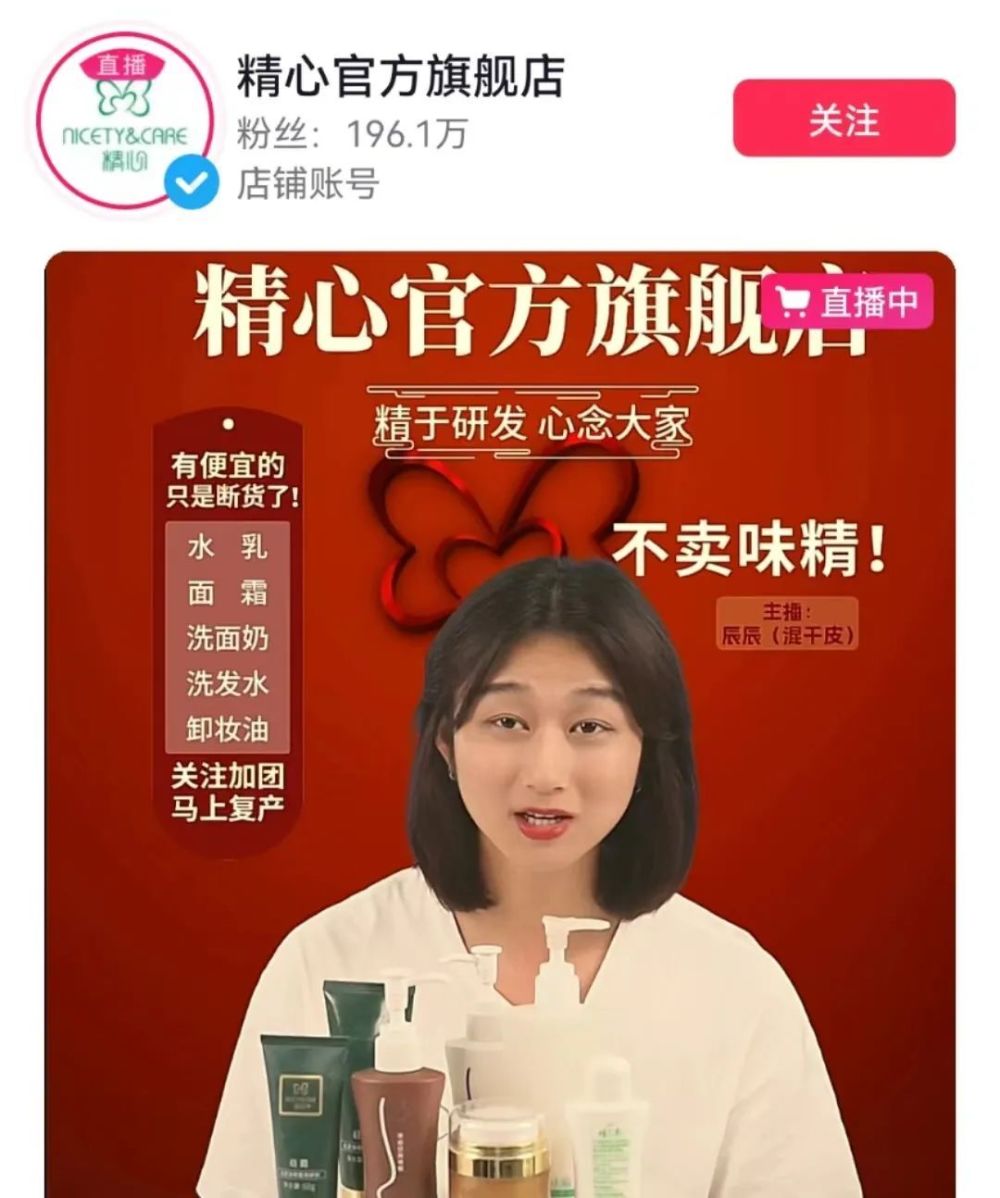 直播
NICETY&CARE
精心
精心官方旗舰店
粉丝：196.1万
店铺账号
关注
精心官方旗舰店
直播中
精于研发 心念大家
有便宜的
只是断货了!
水 乳
面 霜
洗面奶
洗发水
卸妆油
关注加团
马上复产
不卖味精!
主播：
辰辰（混干皮）